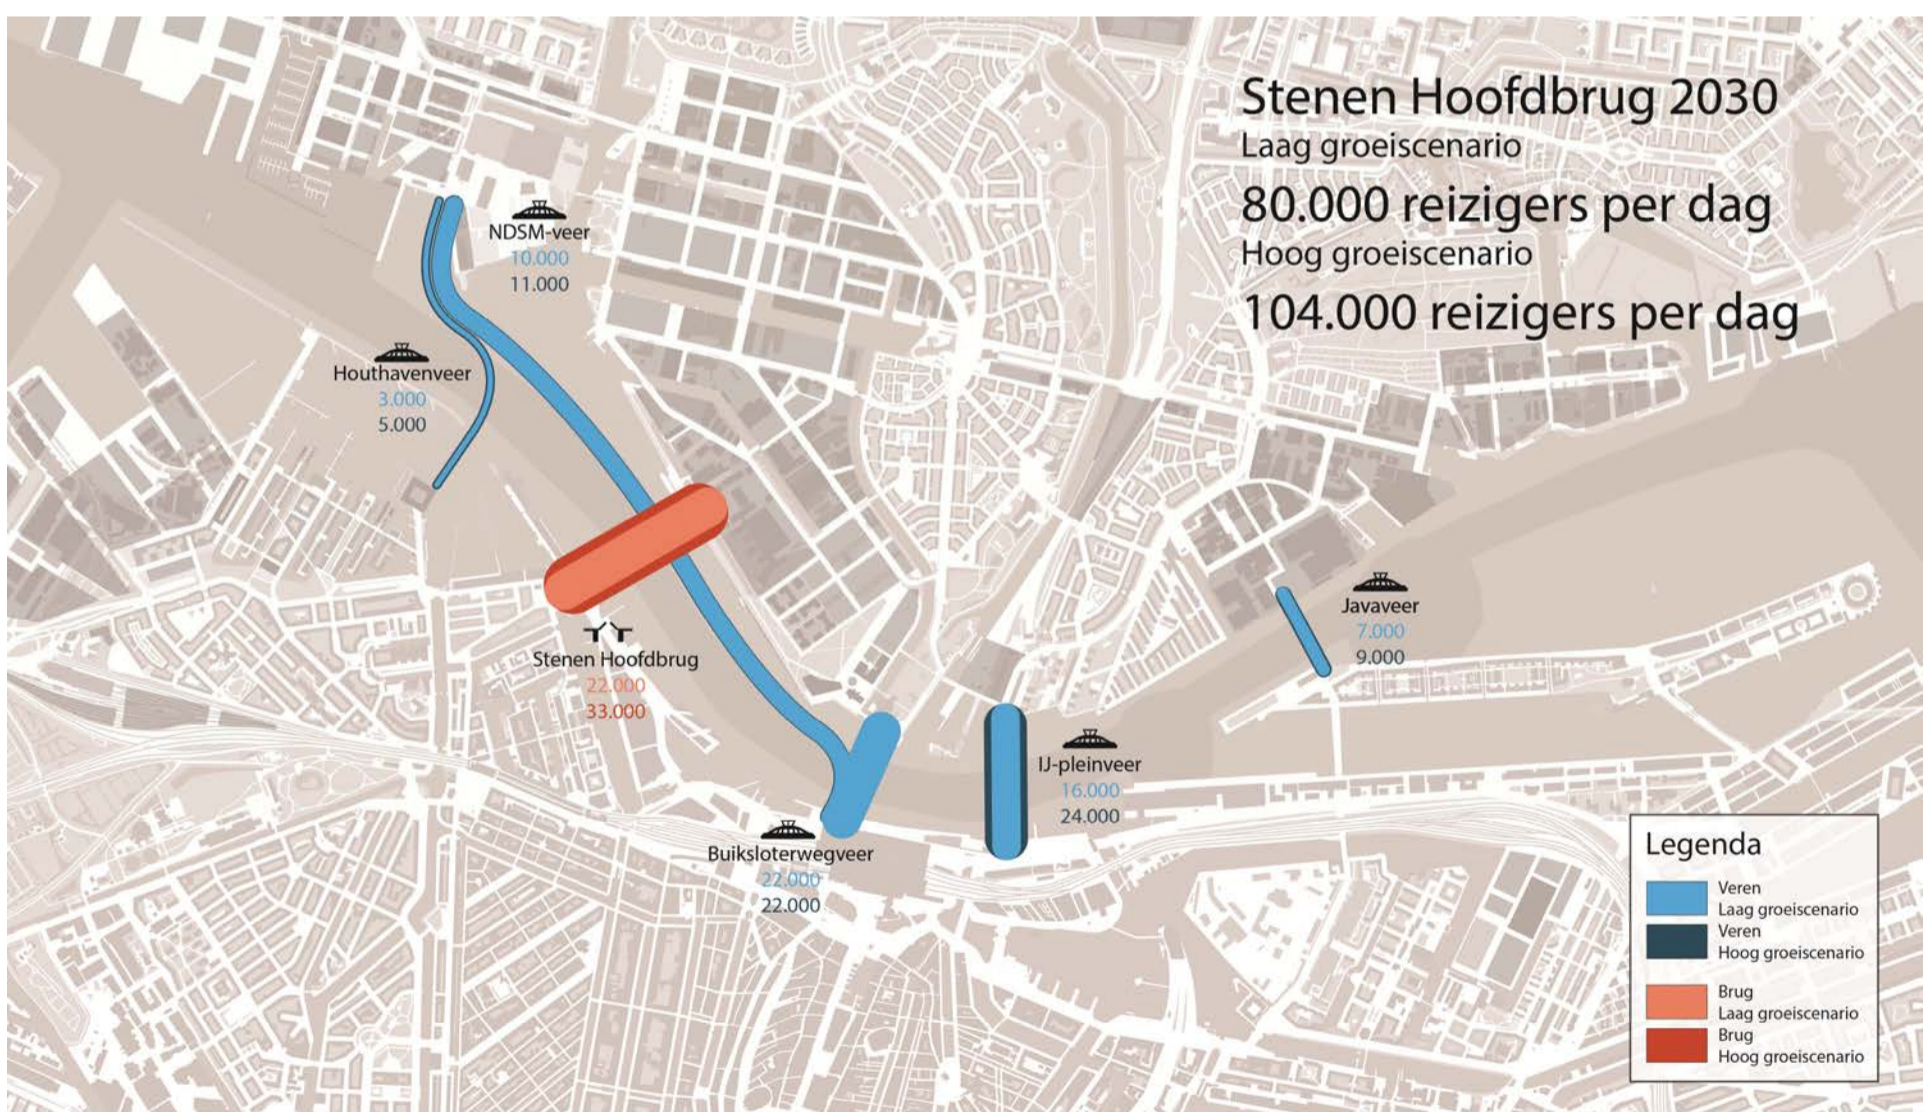 Stenen Hoofdbrug 2030
Laag groeiscenario
80.000 reizigers per dag
Hoog groeiscenario
104.000 reizigers per dag
NDSM-veer
10.000
11.000
Houthavenveer
3.000
5.000
Stenen Hoofdbrug
22.000
33.000
Javaveer
7.000
9.000
IJ-pleinveer
16.000
24.000
Buiksloterwegveer
22.000
22.000
Legenda
Veren
Laag groeiscenario
Veren
Hoog groeiscenario
Brug
Laag groeiscenario
Brug
Hoog groeiscenario